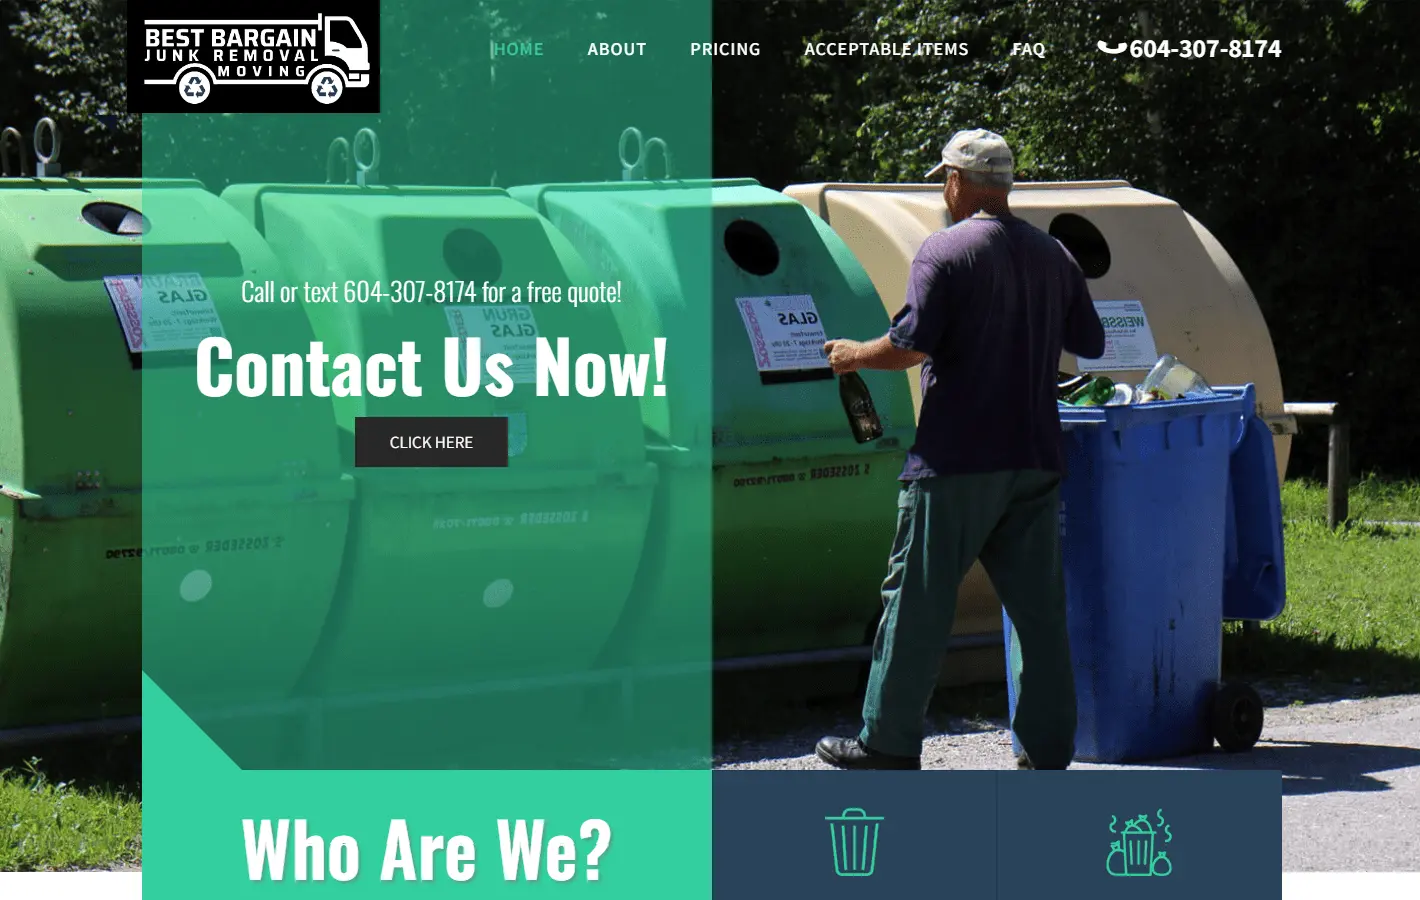 BEST BARGAIN
JUNK REMOVAL
MOVING
HOME
ABOUT
PRICING
ACCEPTABLE ITEMS
FAQ
604-307-8174
Call or text 604-307-8174 for a free quote!
Contact Us Now!
CLICK HERE
Who Are We?